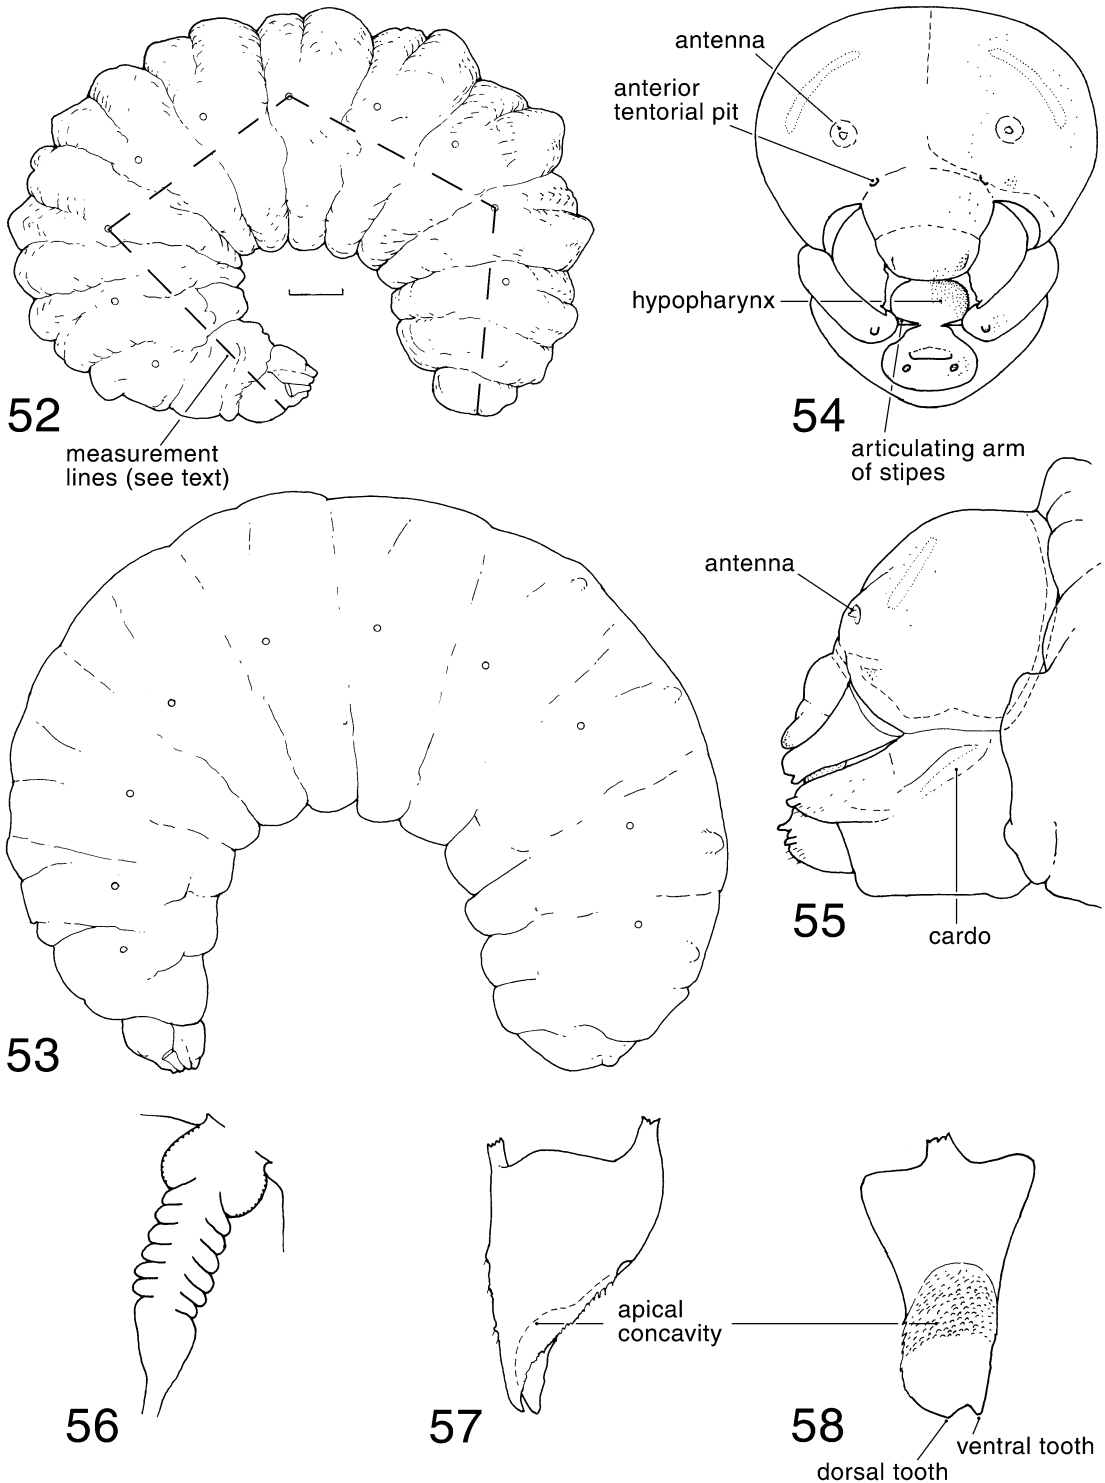 antenna
anterior
tentorial pit
hypopharynx
52
54
measurement
lines (see text)
articulating arm
of stipes
antenna
55
cardo
53
apical
concavity
56
57
58
ventral tooth
dorsal tooth